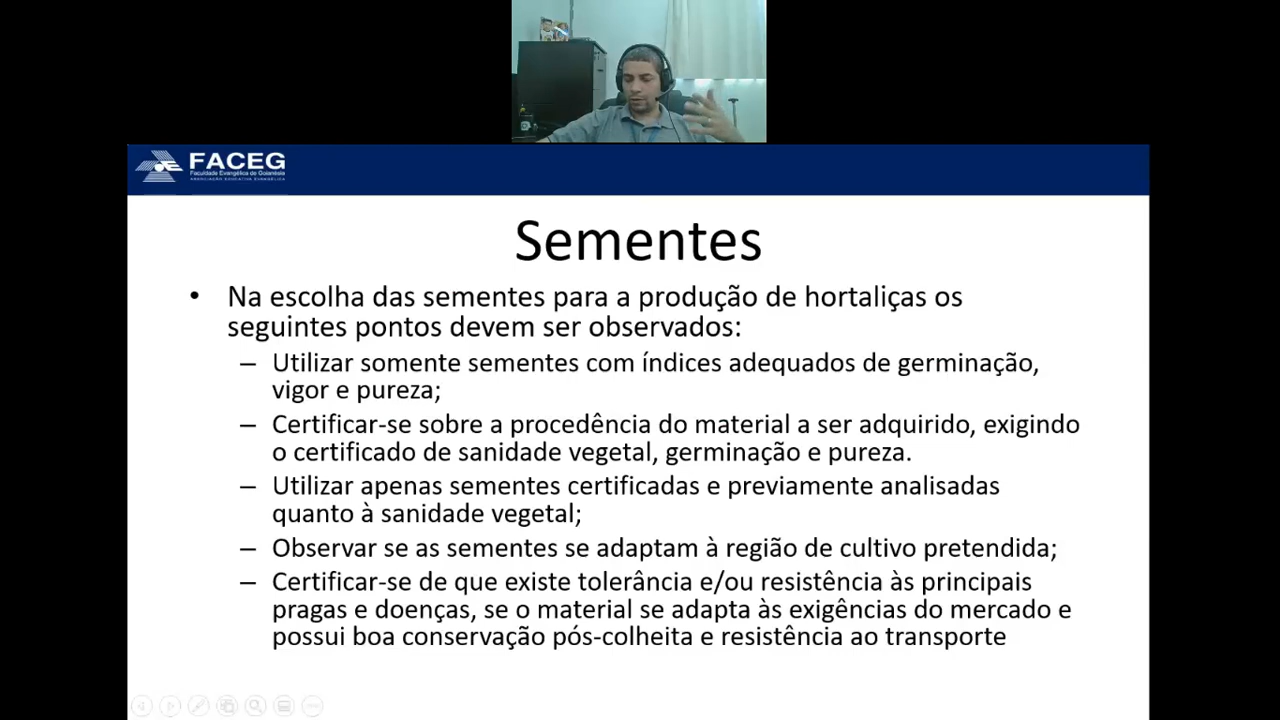 FACEG
Faculdade Evangélica de Goianésia
ASSOCIAÇÃO EDUCATIVA EVANGÉLICA
Sementes
• Na escolha das sementes para a produção de hortaliças os
seguintes pontos devem ser observados:
– Utilizar somente sementes com índices adequados de germinação,
vigor e pureza;
– Certificar-se sobre a procedência do material a ser adquirido, exigindo
o certificado de sanidade vegetal, germinação e pureza.
– Utilizar apenas sementes certificadas e previamente analisadas
quanto à sanidade vegetal;
– Observar se as sementes se adaptam à região de cultivo pretendida;
– Certificar-se de que existe tolerância e/ou resistência às principais
pragas e doenças, se o material se adapta às exigências do mercado e
possui boa conservação pós-colheita e resistência ao transporte